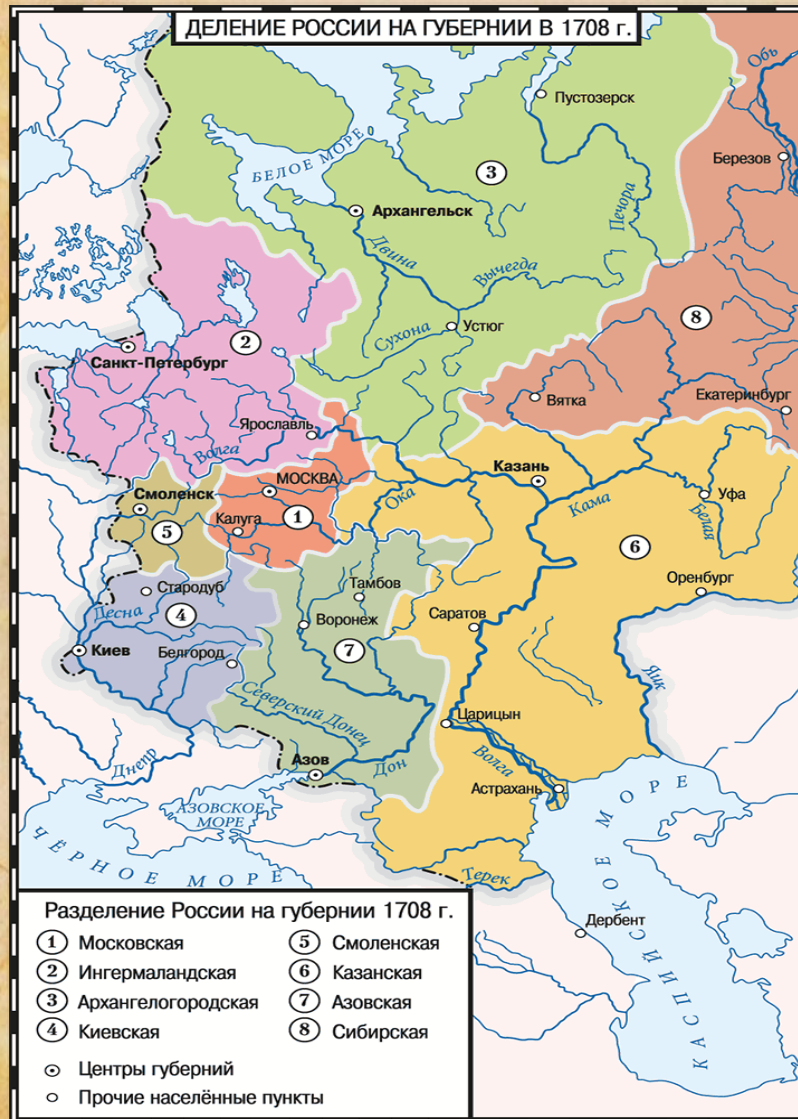 ДЕЛЕНИЕ РОССИИ НА ГУБЕРНИИ В 1708 г.
Обь
Пустозерск
Березов
БЕЛОЕ МОРЕ
3
Архангельск
Печора
Двина
Вычегда
8
Сухона
Устюг
2
Санкт-Петербург
Вятка
Екатеринбург
Ярославль
Волга
Казань
МОСКВА
Смоленск
Ока
Кама
Уфа
Калуга
1
Белая
5
6
Оренбург
Стародуб
Тамбов
Десна
4
Саратов
Воронеж
7
Киев
Белгород
Яик
Северский Донец
Царицын
Днепр
Азов
Дон
Волга
Астрахань
АЗОВСКОЕ
МОРЕ
ЧЁРНОЕ МОРЕ
Терек
КАСПИЙСКОЕ МОРЕ
Дербент
Разделение России на губернии 1708 г.
1 Московская
2 Ингермаландская
3 Архангелогородская
4 Киевская
5 Смоленская
6 Казанская
7 Азовская
8 Сибирская
Центры губерний
Прочие населённые пункты